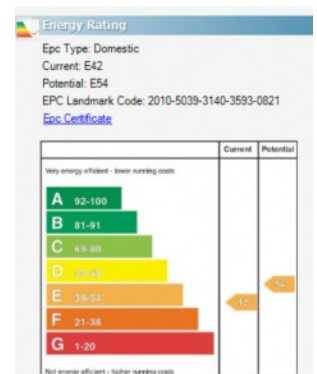 Energy Rating
Epc Type: Domestic
Current: E42
Potential: E54
EPC Landmark Code: 2010-5039-3140-3593-0821
Epc Certificate
Current Potential
Very energy efficient - lower running costs
A 92-100
B 81-91
C 69-80
D
E 39-54
F 21-38
G 1-20
54
42
Not energy efficient - higher running costs